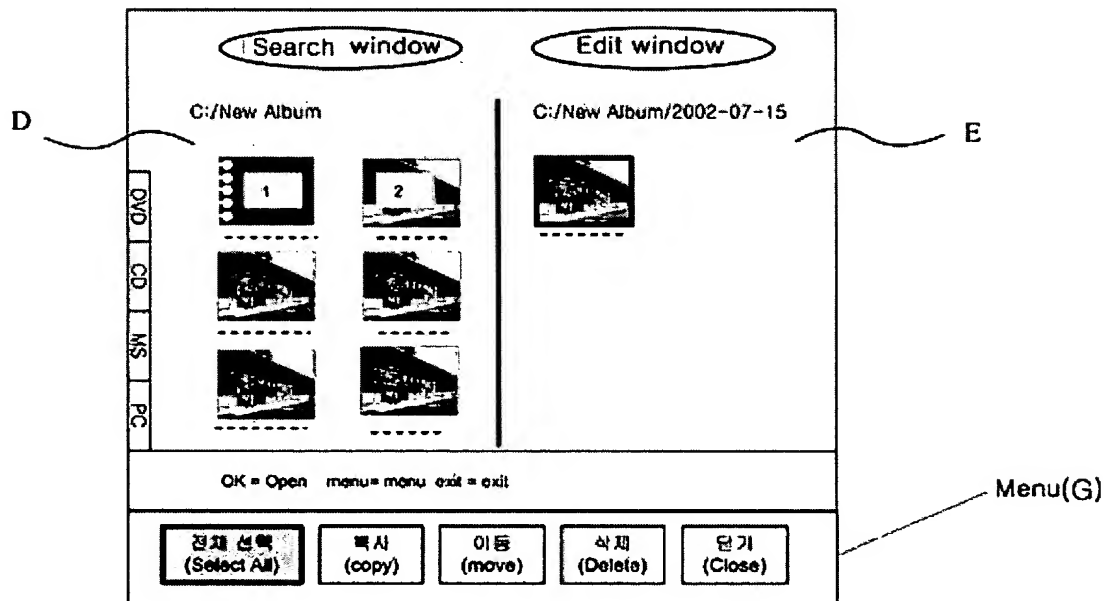 Search window
Edit window
C:/New Album
C:/New Album/2002-07-15
D
E
1
2
DVD
CD
MS
PC
OK = Open menu= menu exit = exit
Menu(G)
전체 선택
(Select All)
복사
(copy)
이동
(move)
삭제
(Delete)
닫기
(Close)